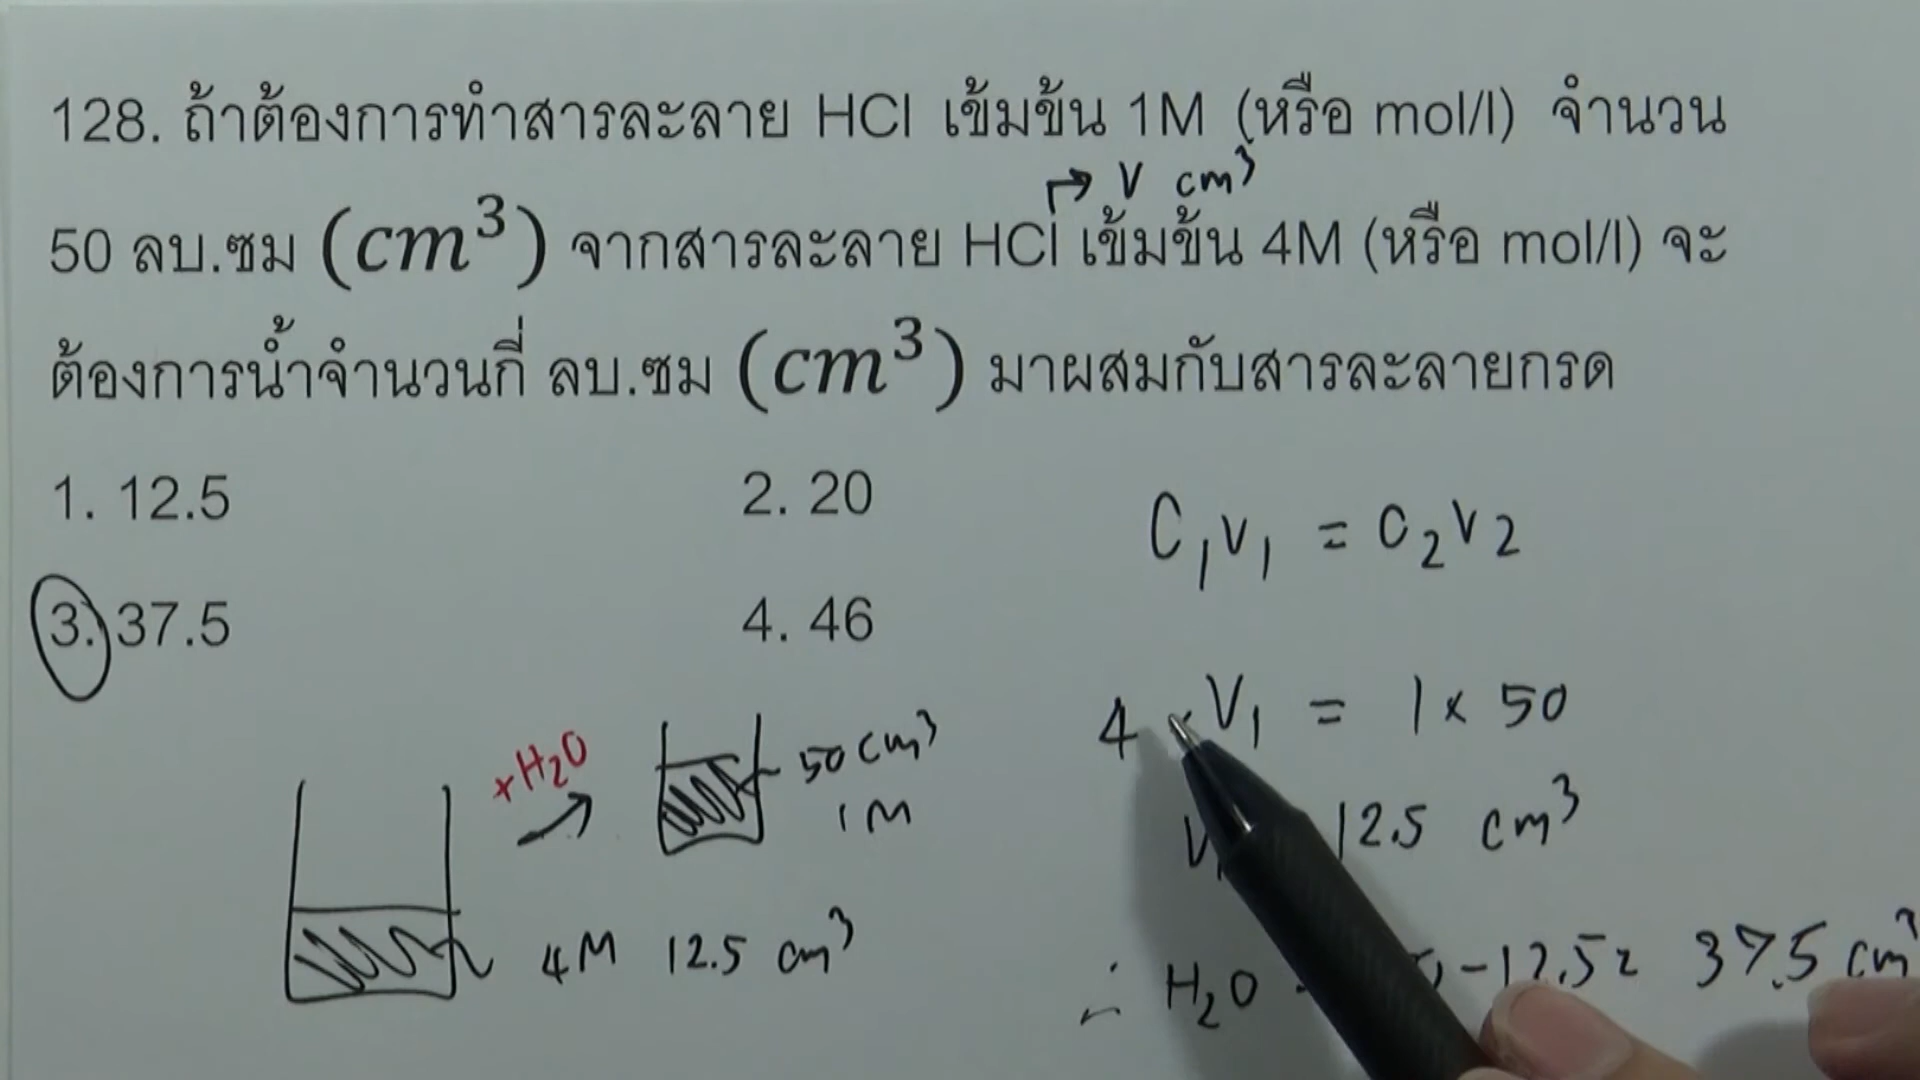 128. ถ้าต้องการทำสารละลาย HCl เข้มข้น 1M (หรือ mol/l) จำนวน
V cm³
50 ลบ.ซม (cm³) จากสารละลาย HCl เข้มข้น 4M (หรือ mol/l) จะ
ต้องการน้ำจำนวนกี่ ลบ.ซม (cm³) มาผสมกับสารละลายกรด
1. 12.5 2. 20
C₁V₁ = C₂V₂
3. 37.5 4. 46
4 V₁ = 1 × 50
+H₂O
50 cm³
1 M
12.5 cm³
4M 12.5 cm³
∴ H₂O - 12.5 = 37.5 cm³